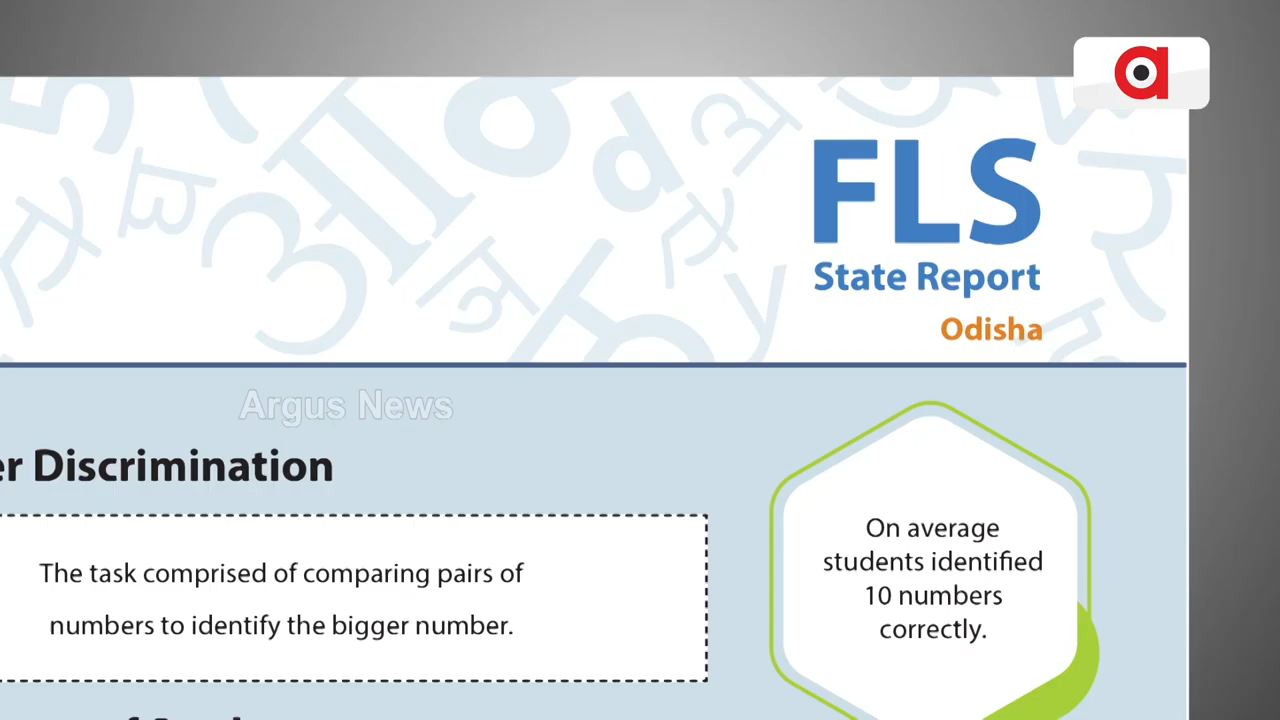 FLS
State Report
Odisha
Argus News
Discrimination
The task comprised of comparing pairs of
numbers to identify the bigger number.
On average
students identified
10 numbers
correctly.